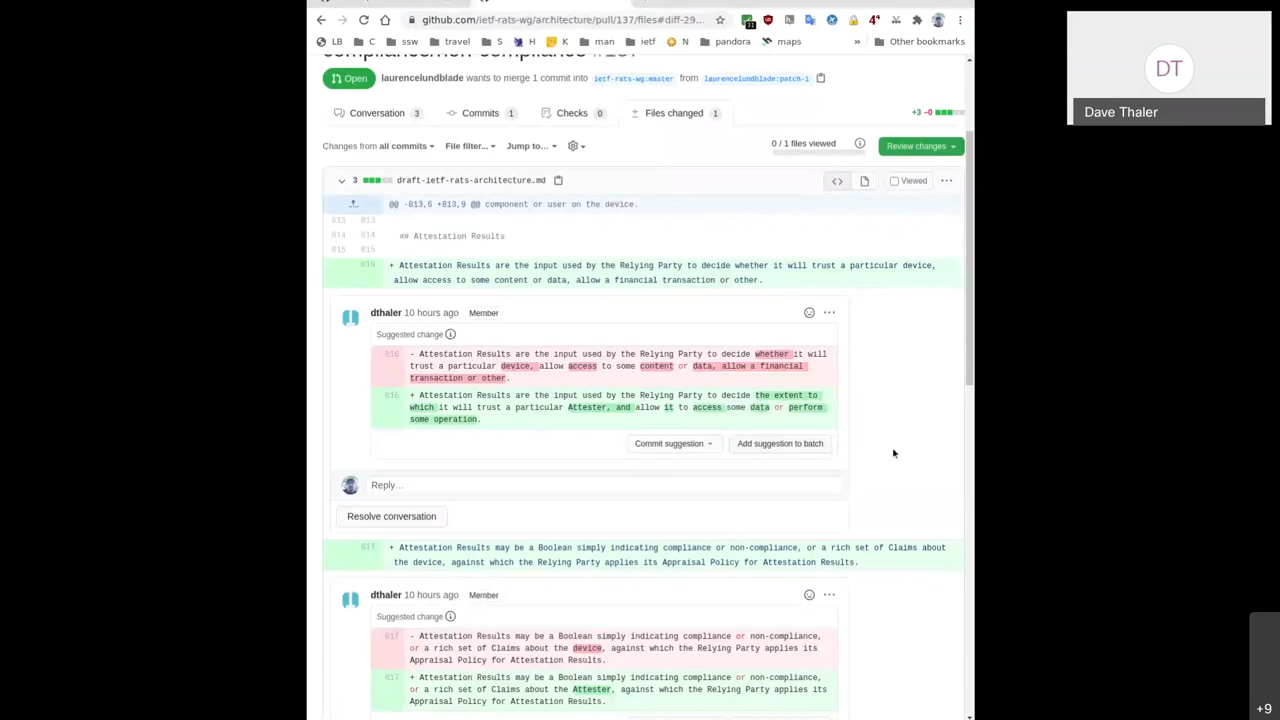 github.com/ietf-rats-wg/architecture/pull/137/files#diff-29...
LB C ssw travel S H K man ietf N pandora maps » Other bookmarks
Open laurencelundblade wants to merge 1 commit into ietf-rats-wg:master from laurencelundblade:patch-1
Conversation 3 Commits 1 Checks 0 Files changed 1 +3 −0
Changes from all commits File filter... Jump to... 0 / 1 files viewed Review changes
3 draft-ietf-rats-architecture.md Viewed
@@ -813,6 +813,9 @@ component or user on the device.
813 813
814 814 ## Attestation Results
815 815
816 + Attestation Results are the input used by the Relying Party to decide whether it will trust a particular device,
allow access to some content or data, allow a financial transaction or other.
dthaler 10 hours ago Member
Suggested change
816 - Attestation Results are the input used by the Relying Party to decide whether it will
trust a particular device, allow access to some content or data, allow a financial
transaction or other.
816 + Attestation Results are the input used by the Relying Party to decide the extent to
which it will trust a particular Attester, and allow it to access some data or perform
some operation.
Commit suggestion Add suggestion to batch
Reply...
Resolve conversation
817 + Attestation Results may be a Boolean simply indicating compliance or non-compliance, or a rich set of Claims about
the device, against which the Relying Party applies its Appraisal Policy for Attestation Results.
dthaler 10 hours ago Member
Suggested change
817 - Attestation Results may be a Boolean simply indicating compliance or non-compliance,
or a rich set of Claims about the device, against which the Relying Party applies its
Appraisal Policy for Attestation Results.
817 + Attestation Results may be a Boolean simply indicating compliance or non-compliance,
or a rich set of Claims about the Attester, against which the Relying Party applies its
Appraisal Policy for Attestation Results.
DT
Dave Thaler
+9